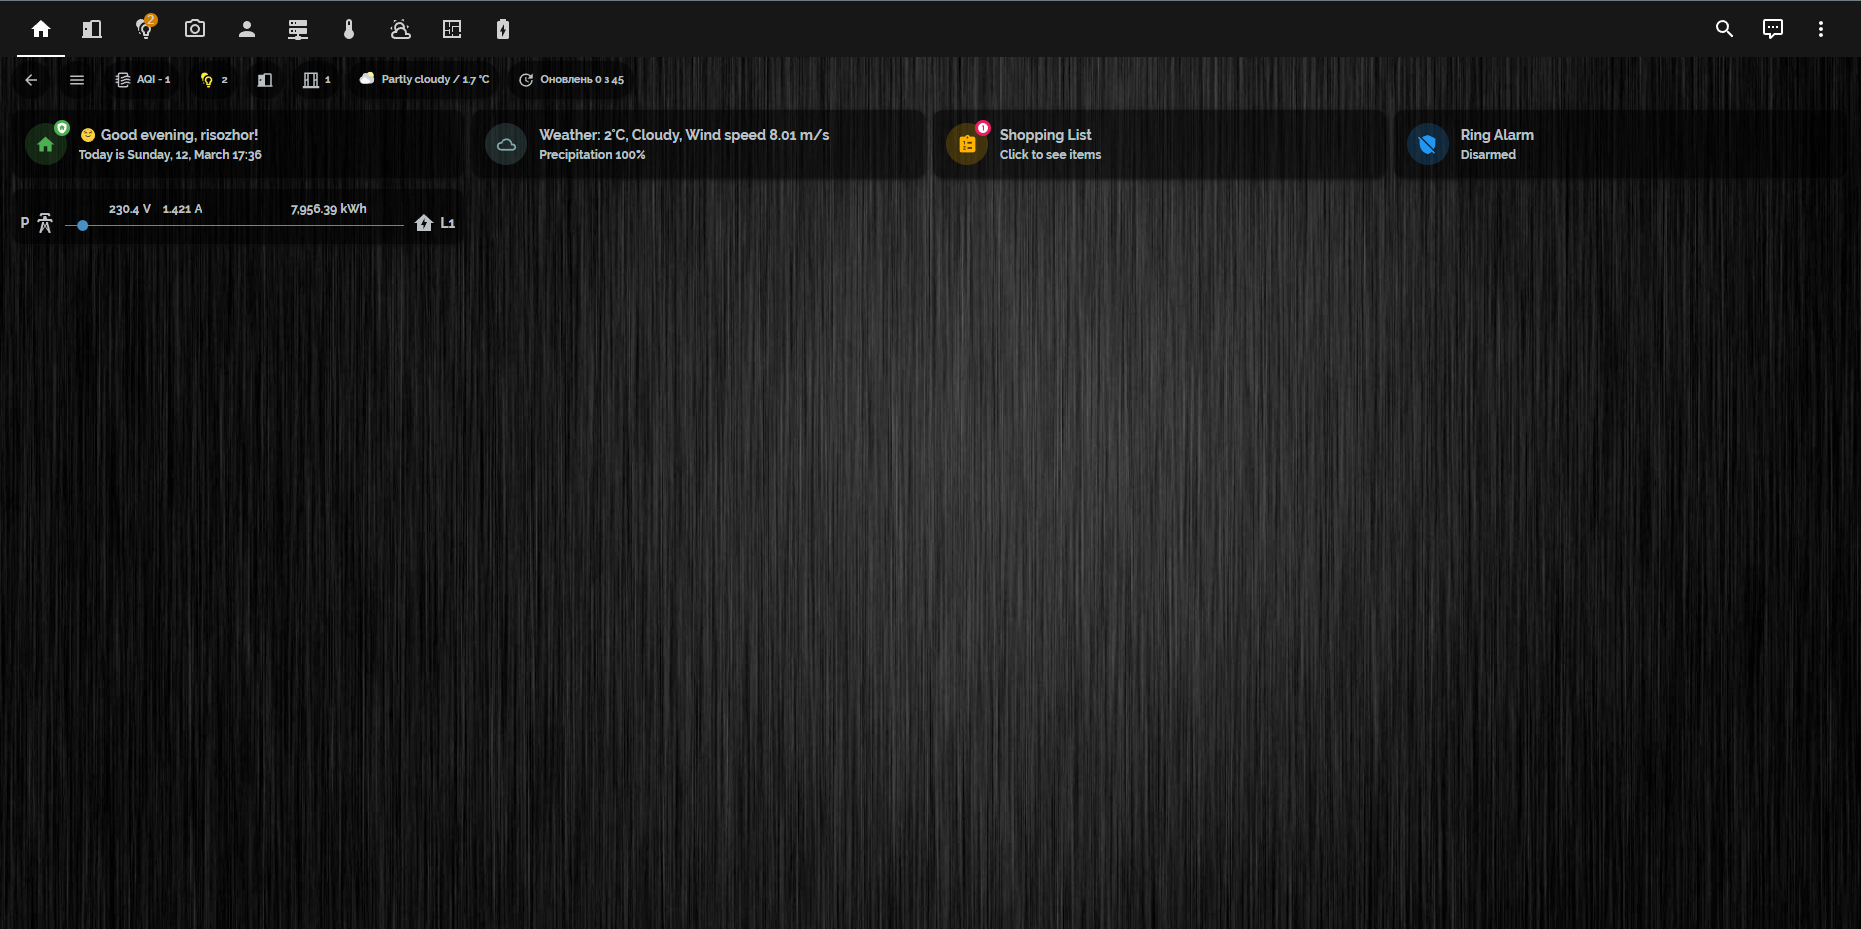 2
AQI - 1
2
1
Partly cloudy / 1.7 °C
Оновлень 0 з 45
Good evening, risozhor!
Today is Sunday, 12, March 17:36
Weather: 2°C, Cloudy, Wind speed 8.01 m/s
Precipitation 100%
1
Shopping List
Click to see items
Ring Alarm
Disarmed
230.4 V 1.421 A 7,956.39 kWh
P L1